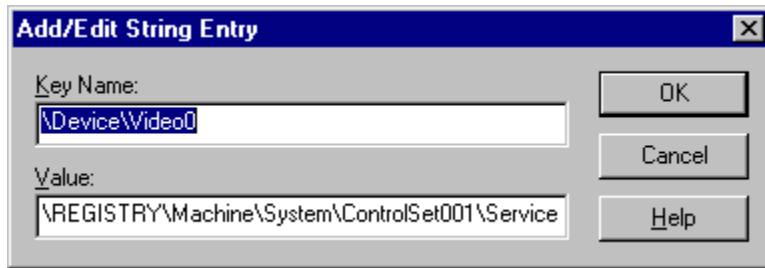 Add/Edit String Entry
Key Name:
\Device\Video0
OK
Cancel
Value:
\REGISTRY\Machine\System\ControlSet001\Service
Help